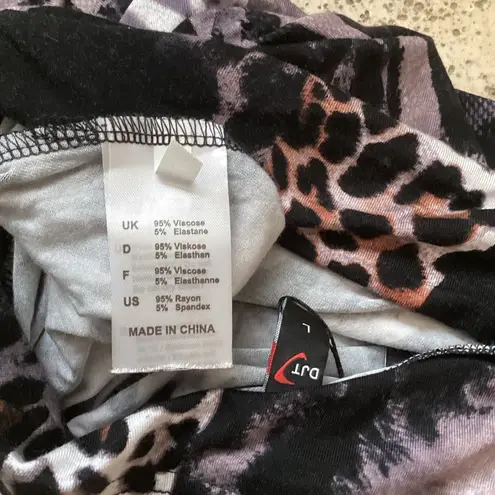 UK 95% Viscose
5% Elastane
D 95% Viskose
5% Elasthan
F 95% Viscose
5% Elasthanne
US 95% Rayon
5% Spandex
MADE IN CHINA
L
DJT